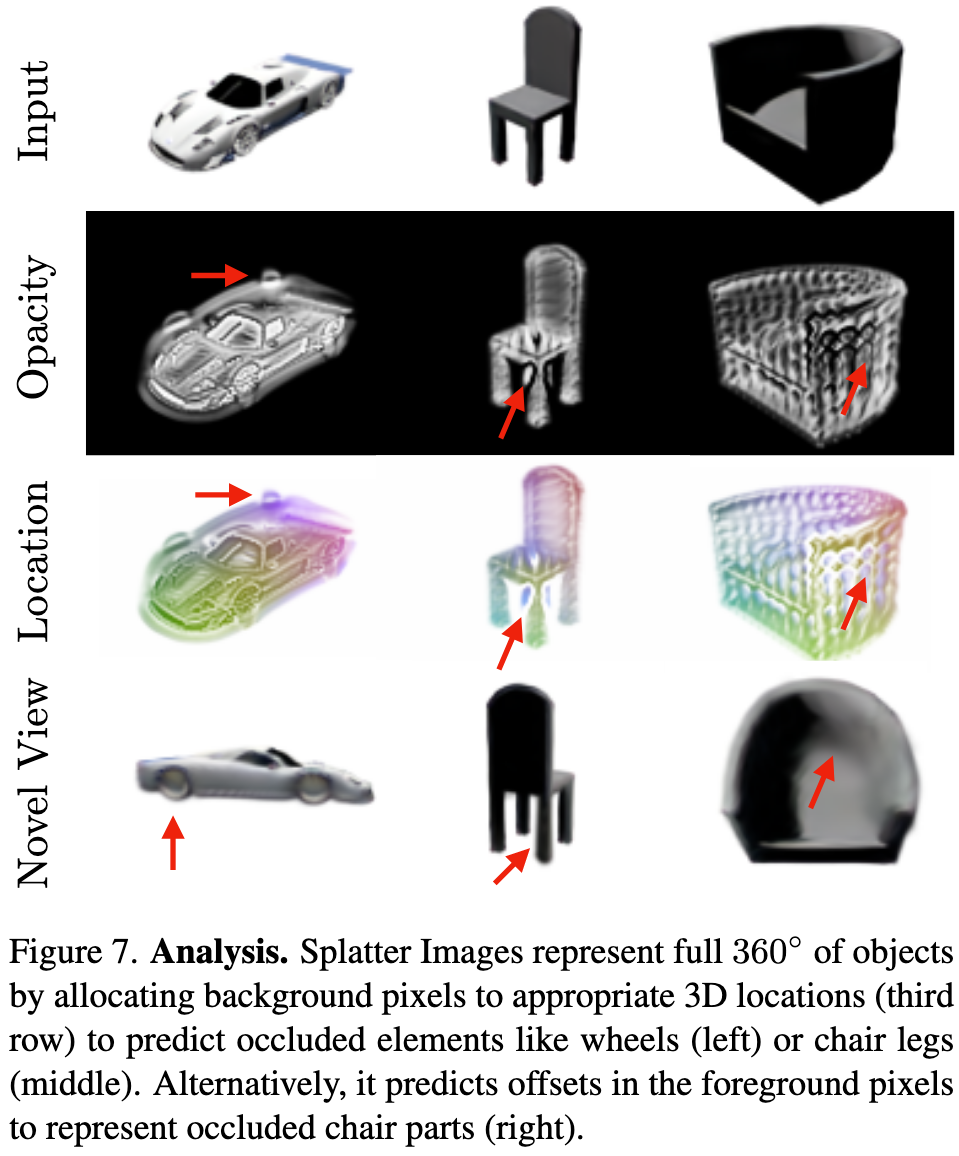 Input
Opacity
Location
Novel View
Figure 7. Analysis. Splatter Images represent full 360° of objects
by allocating background pixels to appropriate 3D locations (third
row) to predict occluded elements like wheels (left) or chair legs
(middle). Alternatively, it predicts offsets in the foreground pixels
to represent occluded chair parts (right).